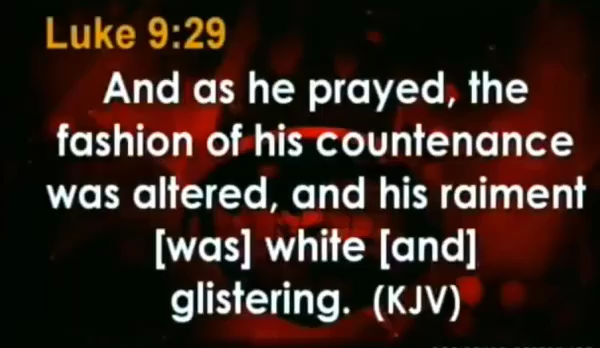 Luke 9:29
And as he prayed, the
fashion of his countenance
was altered, and his raiment
[was] white [and]
glistering. (KJV)